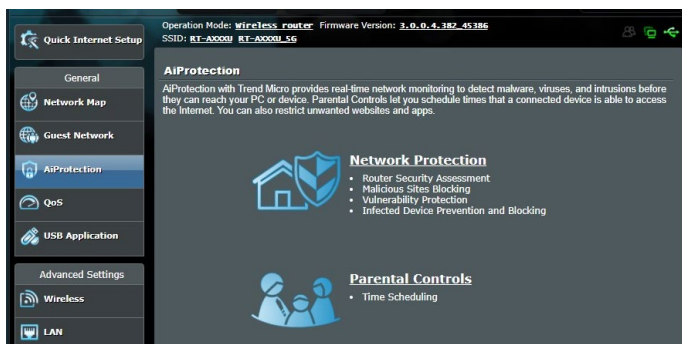 Quick Internet Setup
General
Network Map
Guest Network
AiProtection
QoS
USB Application
Advanced Settings
Wireless
LAN
Operation Mode: Wireless router Firmware Version: 3.0.0.4.382_45386
SSID: RT-AXXXU RT-AXXXU_5G
AiProtection
AiProtection with Trend Micro provides real-time network monitoring to detect malware, viruses, and intrusions before
they can reach your PC or device. Parental Controls let you schedule times that a connected device is able to access
the Internet. You can also restrict unwanted websites and apps.
Network Protection
• Router Security Assessment
• Malicious Sites Blocking
• Vulnerability Protection
• Infected Device Prevention and Blocking
Parental Controls
• Time Scheduling